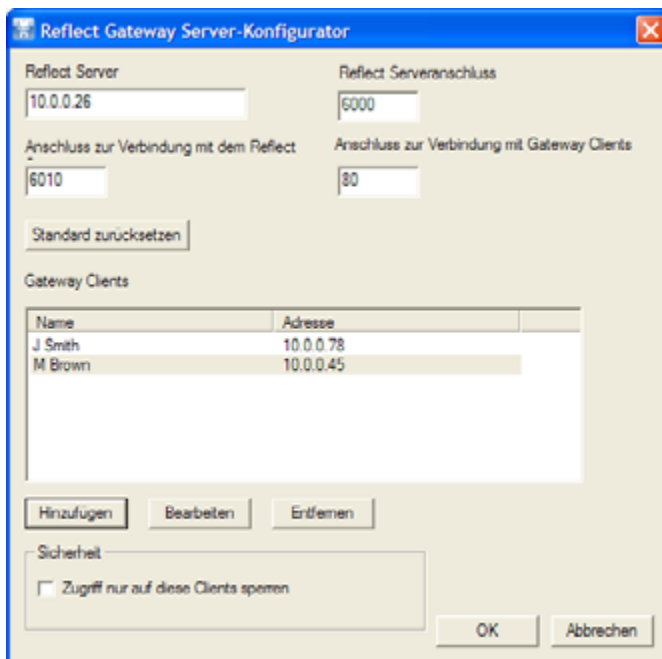 Reflect Gateway Server-Konfigurator
Reflect Server
Reflect Serveranschluss
10.0.0.26
6000
Anschluss zur Verbindung mit dem Reflect
Anschluss zur Verbindung mit Gateway Clients
6010
80
Standard zurücksetzen
Gateway Clients
Name Adresse
J Smith 10.0.0.78
M Brown 10.0.0.45
Hinzufügen Bearbeiten Entfernen
Sicherheit
Zugriff nur auf diese Clients sperren
OK Abbrechen